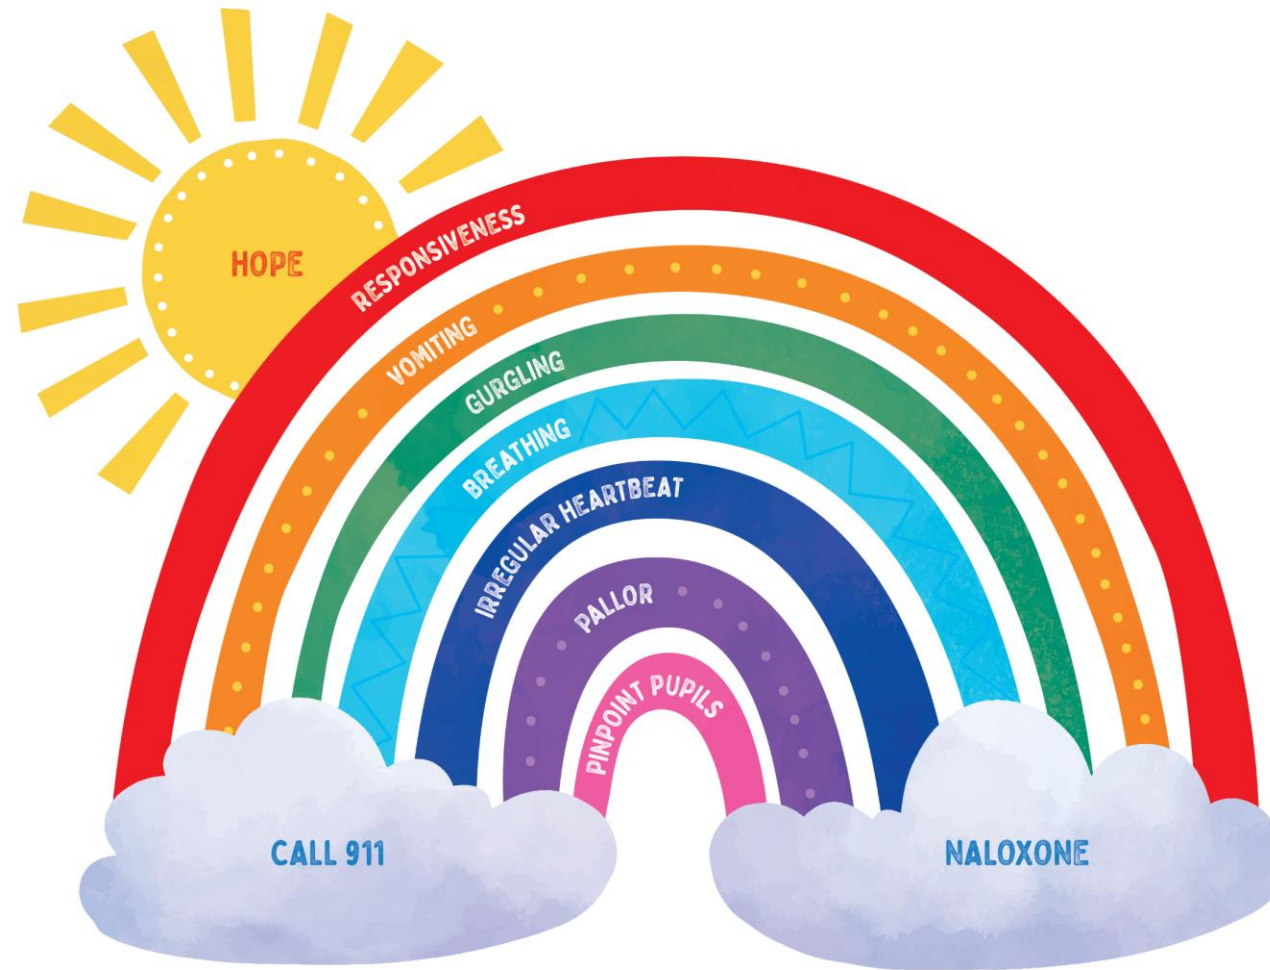 HOPE
RESPONSIVENESS
VOMITING
GURGLING
BREATHING
IRREGULAR HEARTBEAT
PALLOR
PINPOINT PUPILS
CALL 911
NALOXONE